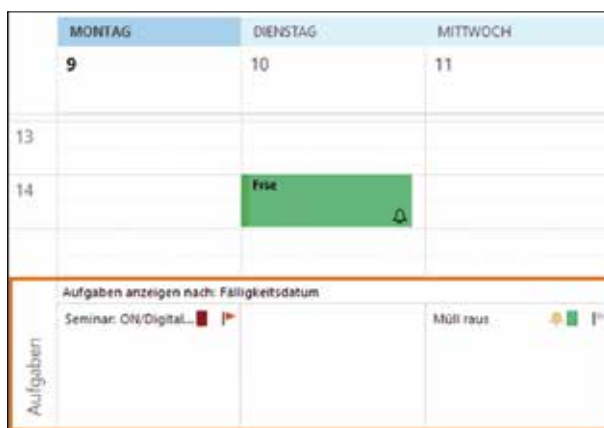 MONTAG DIENSTAG MITTWOCH
9 10 11
13
14
Frise
Aufgaben anzeigen nach: Fälligkeitsdatum
Seminar: ON/Digital... Müll raus
Aufgaben